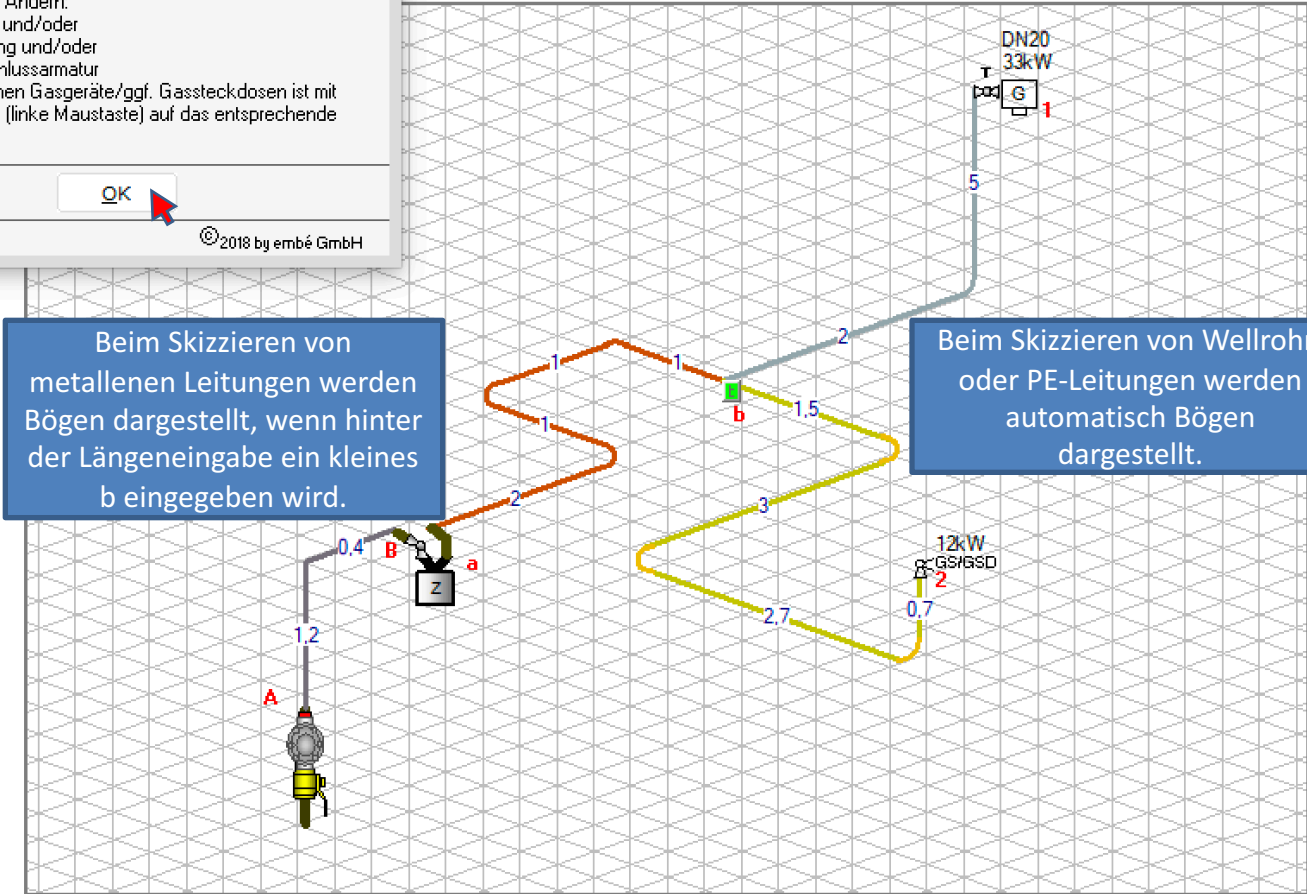 Ändern.
und/oder
ng und/oder
hlussarmatur
nen Gasgeräte/ggf. Gassteckdosen ist mit
(linke Maustaste) auf das entsprechende
OK
©2018 by embé GmbH
DN20
33kW
T
G
1
5
Beim Skizzieren von
metallenen Leitungen werden
Bögen dargestellt, wenn hinter
der Längeneingabe ein kleines
b eingegeben wird.
Beim Skizzieren von Wellrohr
oder PE-Leitungen werden
automatisch Bögen
dargestellt.
2
1
1
t
b
1,5
1
2
3
0,4
B
a
Z
12kW
GS/GSD
2
0,7
2,7
1,2
A